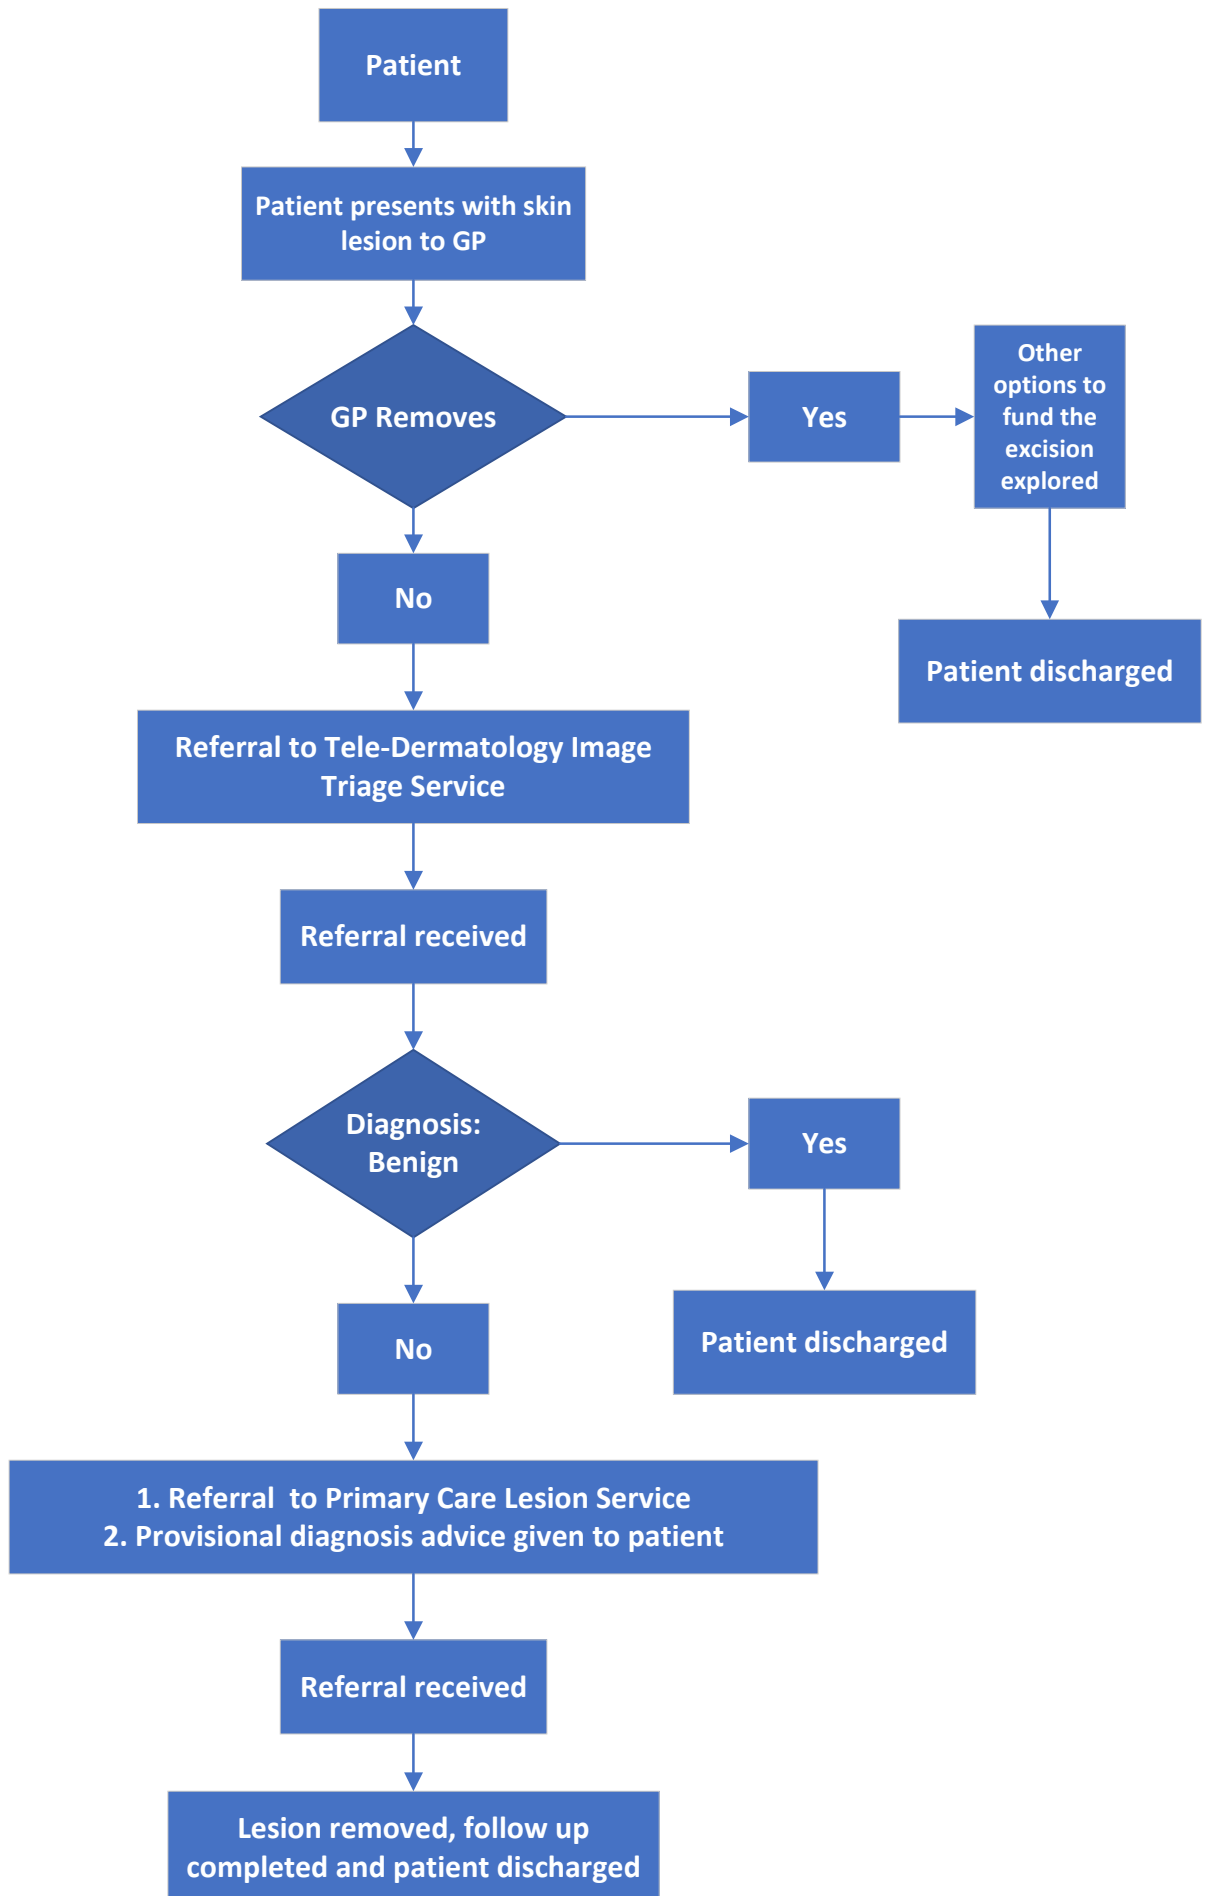 Patient
Patient presents with skin
lesion to GP
GP Removes
Yes
Other
options to
fund the
excision
explored
Patient discharged
No
Referral to Tele-Dermatology Image
Triage Service
Referral received
Diagnosis:
Benign
Yes
Patient discharged
No
1. Referral  to Primary Care Lesion Service
2. Provisional diagnosis advice given to patient
Referral received
Lesion removed, follow up
completed and patient discharged